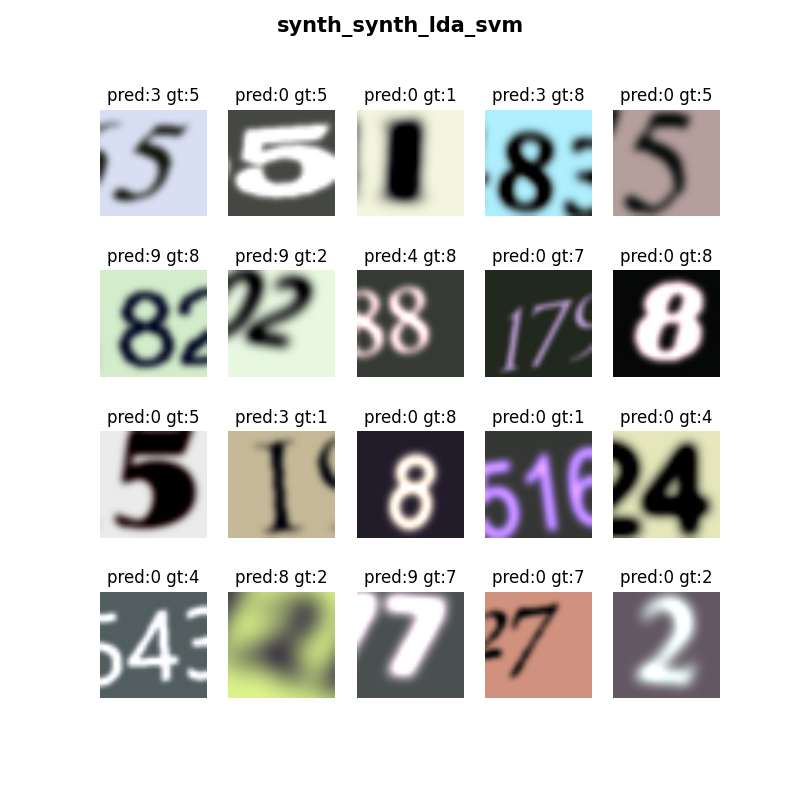 synth_synth_lda_svm
pred:3 gt:5 pred:0 gt:5 pred:0 gt:1 pred:3 gt:8 pred:0 gt:5
5 5 1 83 5
pred:9 gt:8 pred:9 gt:2 pred:4 gt:8 pred:0 gt:7 pred:0 gt:8
82 2 88 179 8
pred:0 gt:5 pred:3 gt:1 pred:0 gt:8 pred:0 gt:1 pred:0 gt:4
5 1 8 516 24
pred:0 gt:4 pred:8 gt:2 pred:9 gt:7 pred:0 gt:7 pred:0 gt:2
543 2 77 27 2